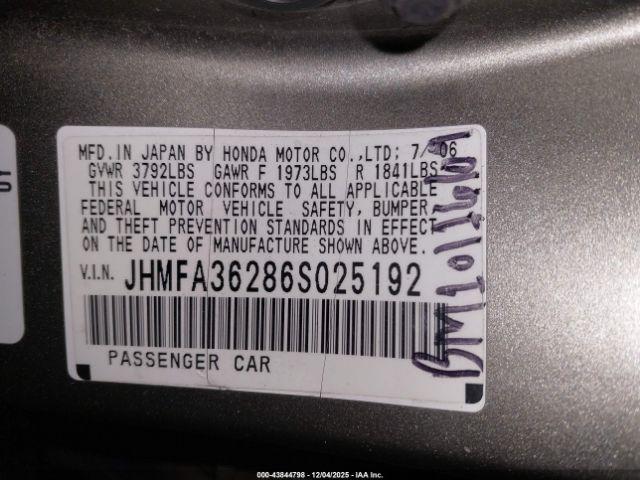 MFD.IN JAPAN BY HONDA MOTOR CO.,LTD; 7/'06
GVWR 3792LBS GAWR F 1973LBS R 1841LBS
THIS VEHICLE CONFORMS TO ALL APPLICABLE
FEDERAL MOTOR VEHICLE SAFETY, BUMPER,
AND THEFT PREVENTION STANDARDS IN EFFECT
ON THE DATE OF MANUFACTURE SHOWN ABOVE.
V.I.N. JHMFA36286S025192
PASSENGER CAR
000-43844798 - 12/04/2025 - IAA Inc.